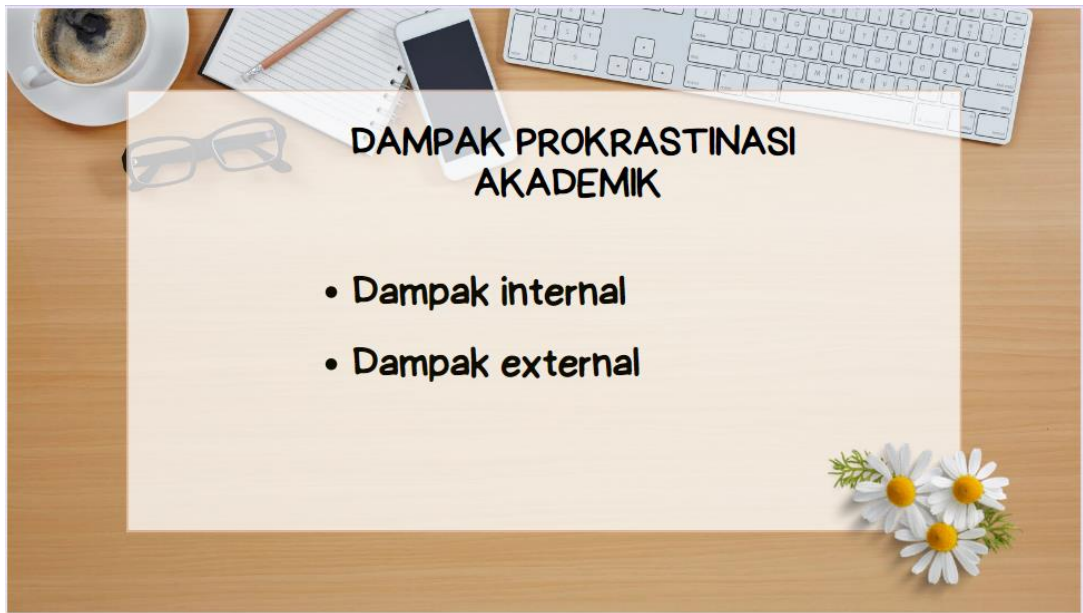 DAMPAK PROKRASTINASI
AKADEMIK
• Dampak internal
• Dampak external